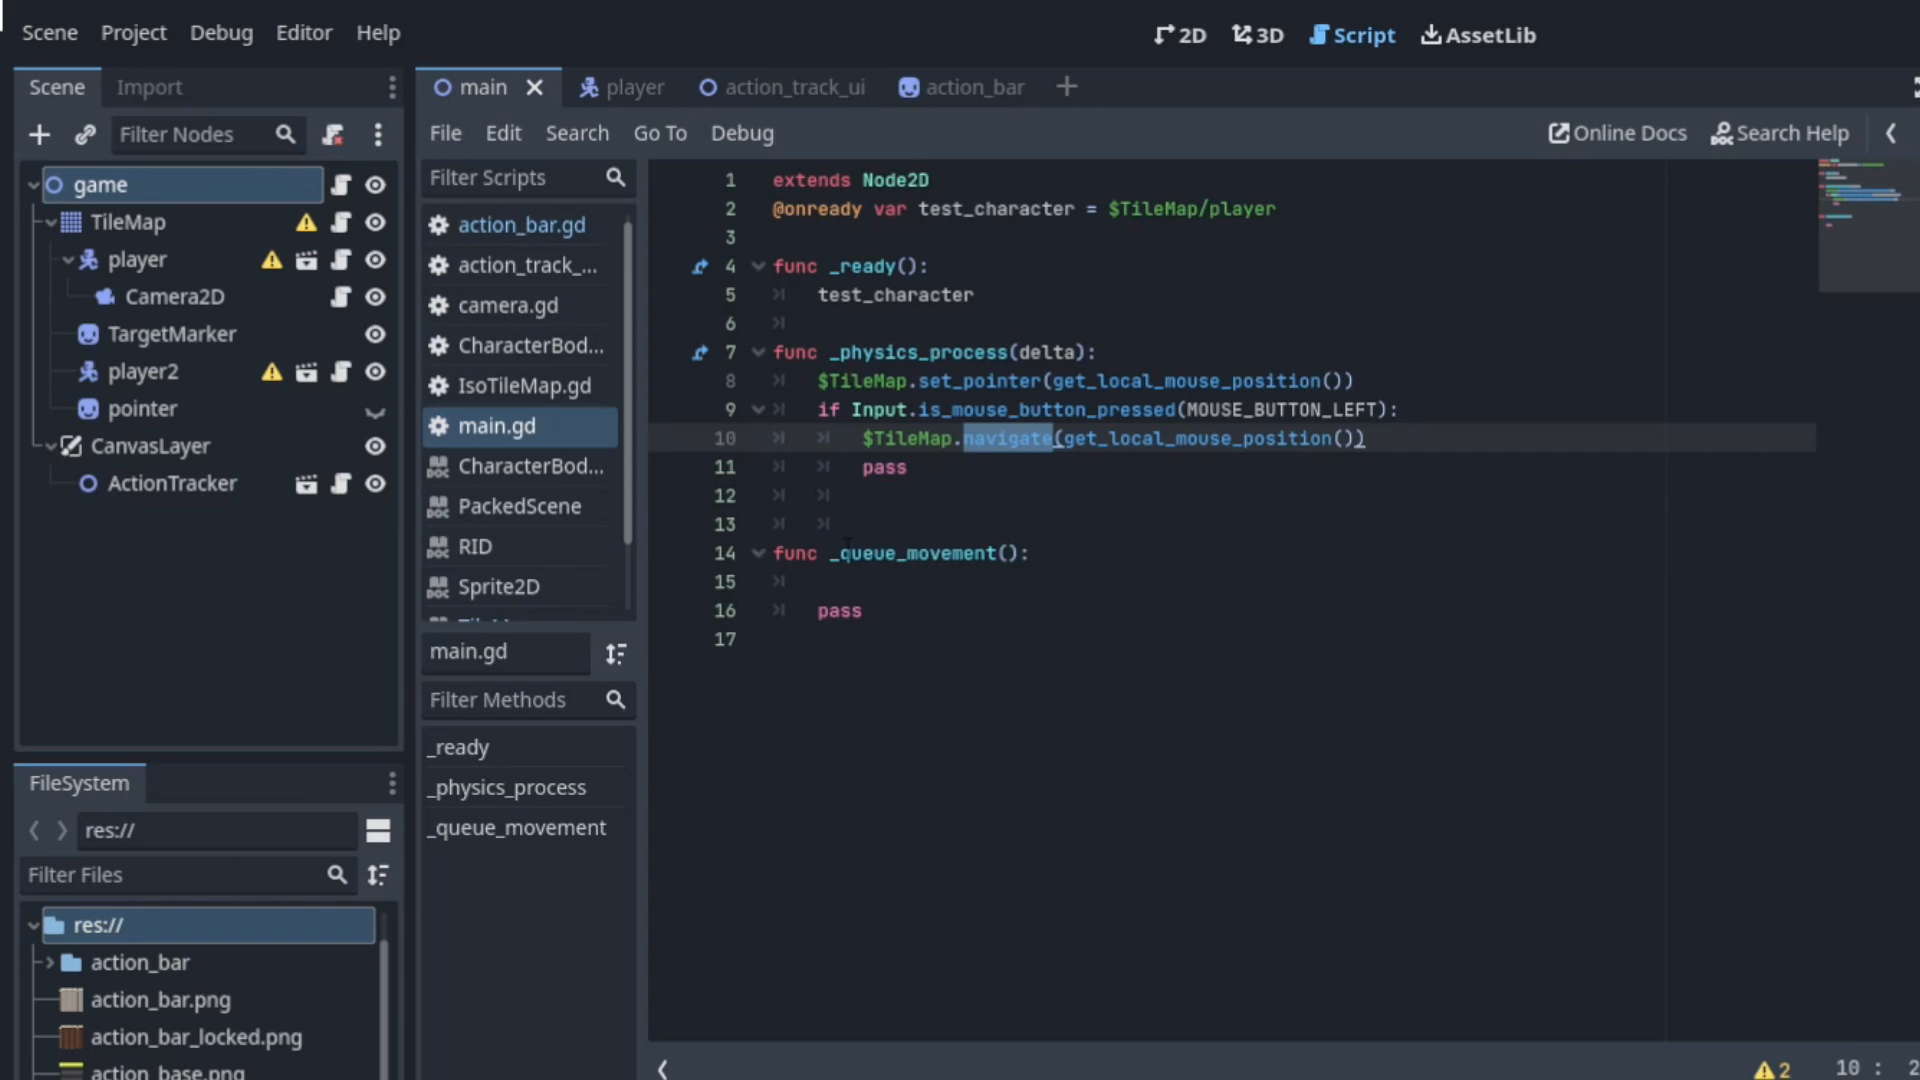 Scene Project Debug Editor Help
2D 3D Script AssetLib
Scene Import
main player action_track_ui action_bar
Filter Nodes
File Edit Search Go To Debug
Online Docs Search Help
game
TileMap
player
Camera2D
TargetMarker
player2
pointer
CanvasLayer
ActionTracker
Filter Scripts
action_bar.gd
action_track_...
camera.gd
CharacterBod...
IsoTileMap.gd
main.gd
CharacterBod...
PackedScene
RID
Sprite2D
main.gd
Filter Methods
_ready
_physics_process
_queue_movement
1 extends Node2D
2 @onready var test_character = $TileMap/player
3
4 func _ready():
5 test_character
6
7 func _physics_process(delta):
8 $TileMap.set_pointer(get_local_mouse_position())
9 if Input.is_mouse_button_pressed(MOUSE_BUTTON_LEFT):
10 $TileMap.navigate(get_local_mouse_position())
11 pass
12
13
14 func _queue_movement():
15
16 pass
17
FileSystem
res://
Filter Files
res://
action_bar
action_bar.png
action_bar_locked.png
action_base.png
2 10 : 2